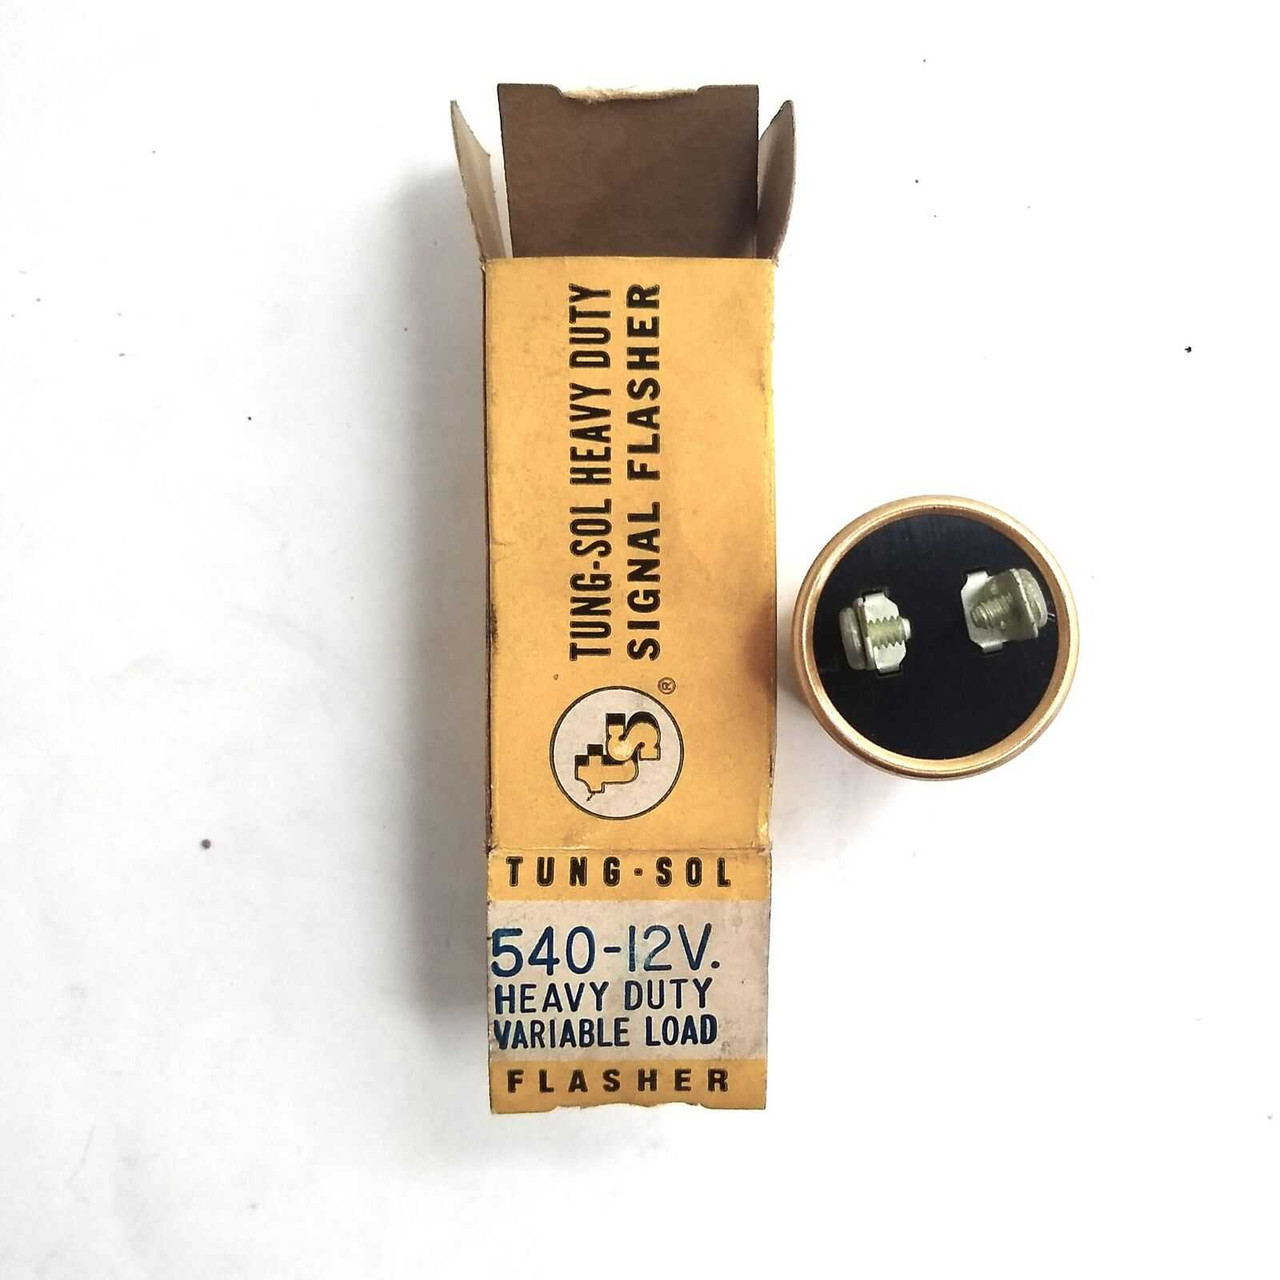 TUNG-SOL HEAVY DUTY
SIGNAL FLASHER
ts®
TUNG-SOL
540-12V.
HEAVY DUTY
VARIABLE LOAD
FLASHER